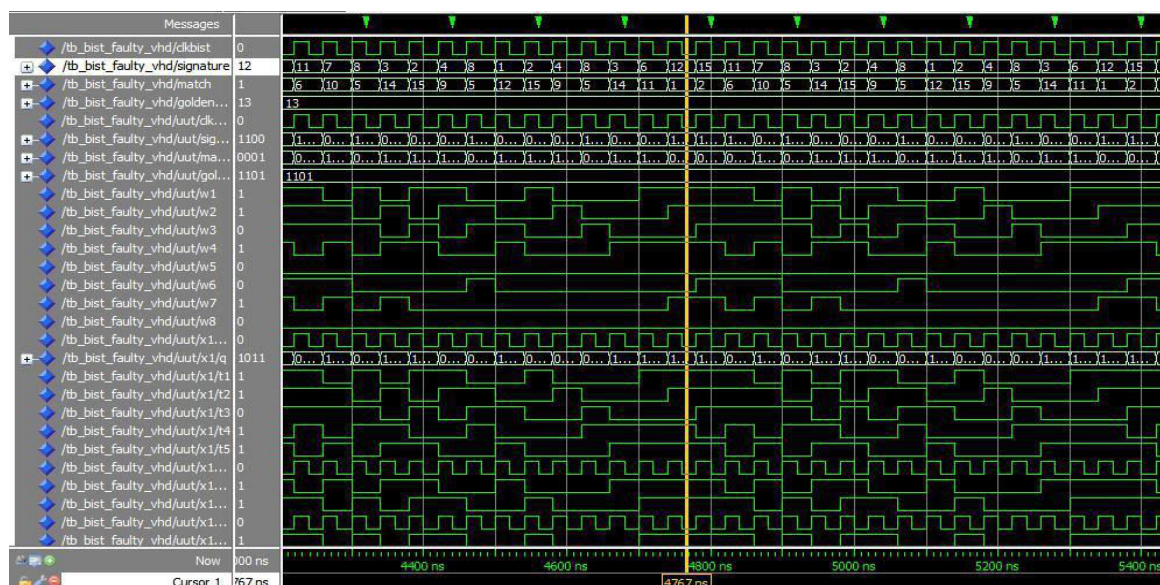 Messages
/tb_bist_faulty_vhd/clkbist 0
/tb_bist_faulty_vhd/signature 12 11 7 8 3 2 4 8 1 2 4 8 3 6 12 15 11 7 8 3 2 4 8 1 2 4 8 3 6 12 15
/tb_bist_faulty_vhd/match 1 6 10 5 14 15 9 5 12 15 9 5 14 11 1 2 6 10 5 14 15 9 5 12 15 9 5 14 11 1 2
/tb_bist_faulty_vhd/golden... 13 13
/tb_bist_faulty_vhd/uut/clk... 0
/tb_bist_faulty_vhd/uut/sig... 1100
/tb_bist_faulty_vhd/uut/ma... 0001
/tb_bist_faulty_vhd/uut/gol... 1101 1101
/tb_bist_faulty_vhd/uut/w1 1
/tb_bist_faulty_vhd/uut/w2 1
/tb_bist_faulty_vhd/uut/w3 0
/tb_bist_faulty_vhd/uut/w4 1
/tb_bist_faulty_vhd/uut/w5 0
/tb_bist_faulty_vhd/uut/w6 0
/tb_bist_faulty_vhd/uut/w7 1
/tb_bist_faulty_vhd/uut/w8 0
/tb_bist_faulty_vhd/uut/x1... 0
/tb_bist_faulty_vhd/uut/x1/q 1011
/tb_bist_faulty_vhd/uut/x1/t1 1
/tb_bist_faulty_vhd/uut/x1/t2 1
/tb_bist_faulty_vhd/uut/x1/t3 0
/tb_bist_faulty_vhd/uut/x1/t4 1
/tb_bist_faulty_vhd/uut/x1/t5 1
/tb_bist_faulty_vhd/uut/x1... 0
/tb_bist_faulty_vhd/uut/x1... 1
/tb_bist_faulty_vhd/uut/x1... 1
/tb_bist_faulty_vhd/uut/x1... 0
/tb_bist_faulty_vhd/uut/x1... 1
Now 000 ns 4400 ns 4600 ns 4800 ns 5000 ns 5200 ns 5400 ns
Cursor 1 767 ns 4767 ns